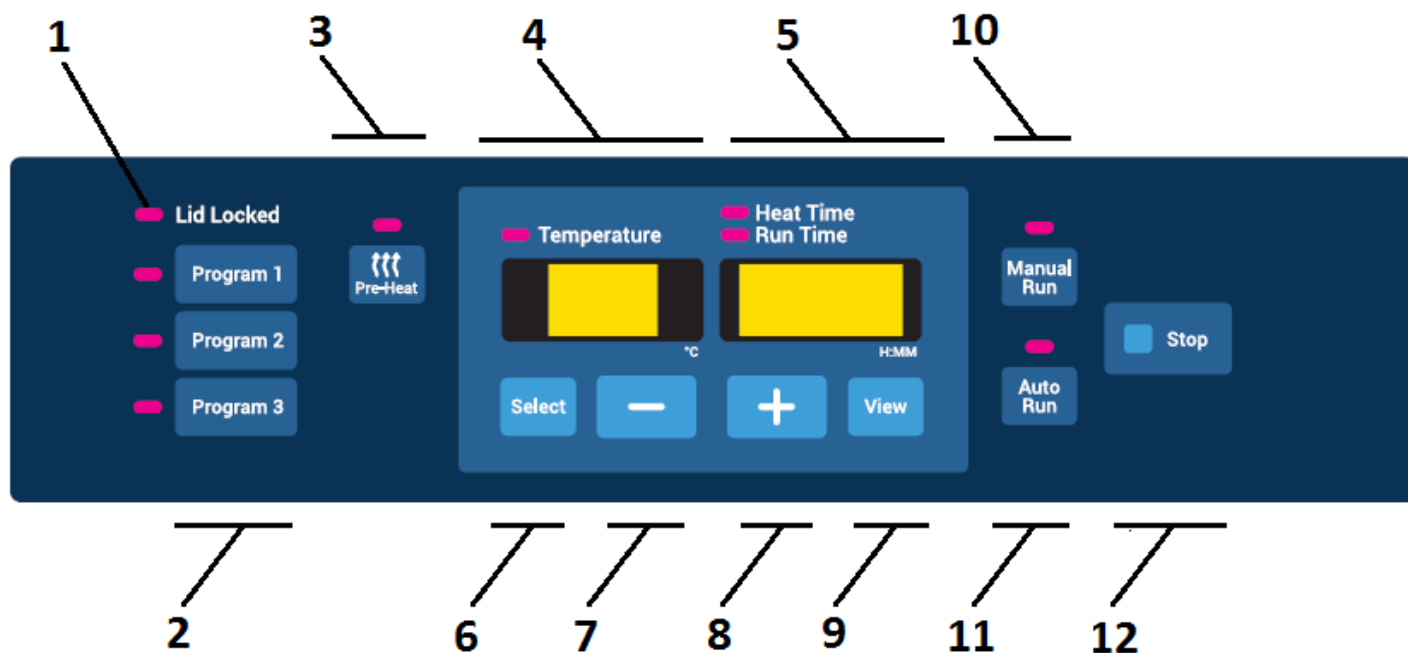 1
3
4
5
10
Lid Locked
Program 1
Program 2
Program 3
Pre-Heat
Temperature
Heat Time
Run Time
°C
H:MM
Select
−
+
View
Manual
Run
Auto
Run
Stop
2
6
7
8
9
11
12